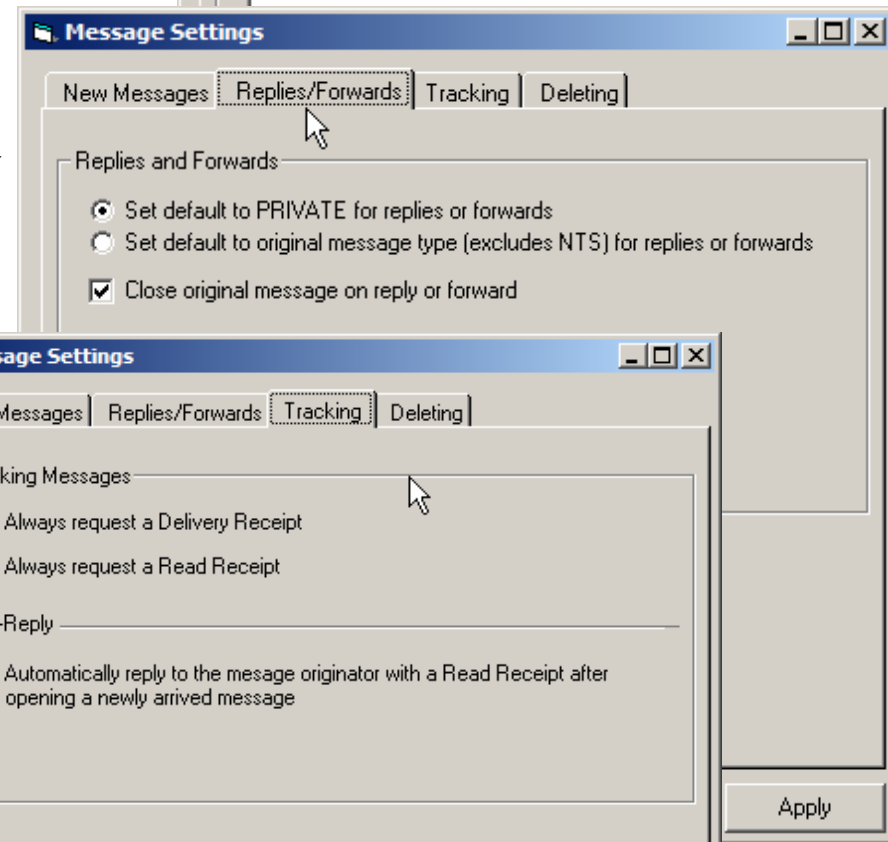 Message Settings
New Messages Replies/Forwards Tracking Deleting
Replies and Forwards
Set default to PRIVATE for replies or forwards
Set default to original message type (excludes NTS) for replies or forwards
Close original message on reply or forward
sage Settings
Messages Replies/Forwards Tracking Deleting
king Messages
Always request a Delivery Receipt
Always request a Read Receipt
-Reply
Automatically reply to the mesage originator with a Read Receipt after
opening a newly arrived message
Apply